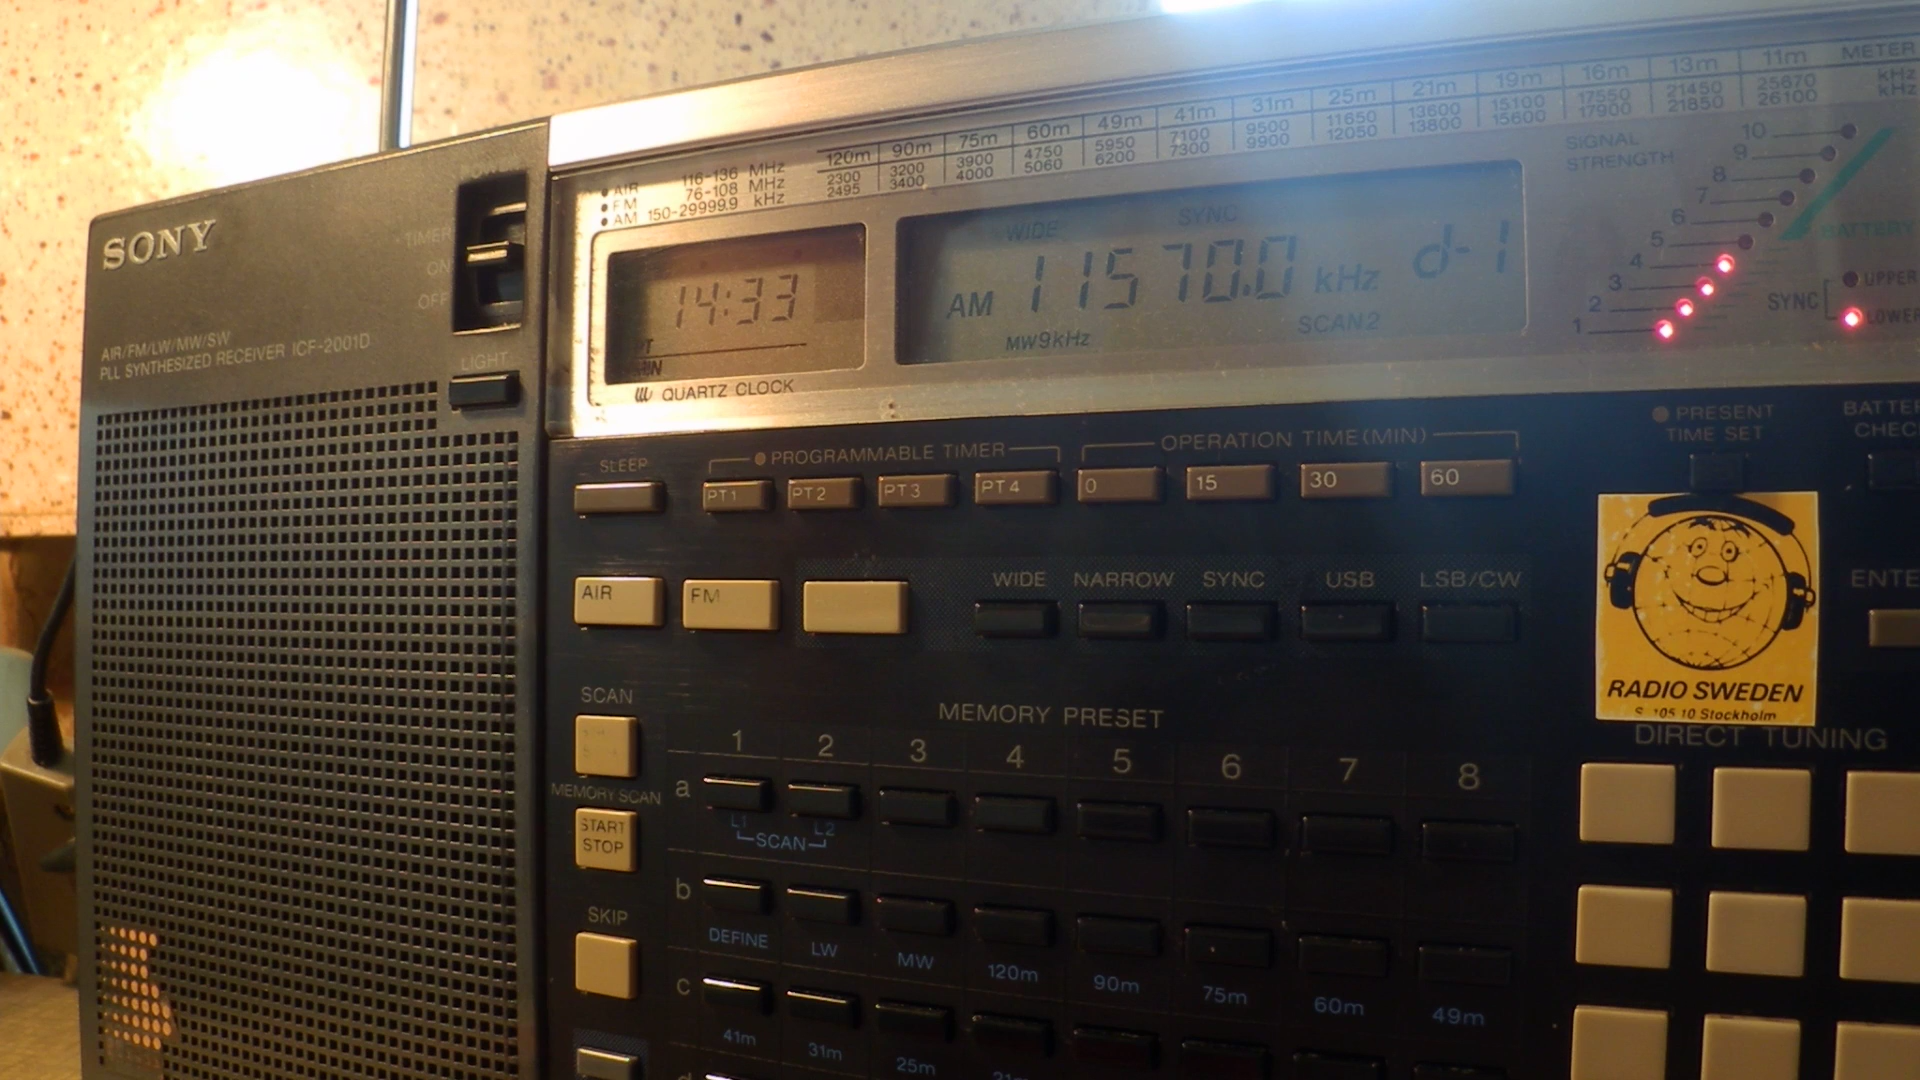 SONY
TIMER
ON
OFF
AIR/FM/LW/MW/SW
PLL SYNTHESIZED RECEIVER ICF-2001D
LIGHT
AIR 116-136 MHz
FM 76-108 MHz
AM 150-29999.9 kHz
120m 90m 75m 60m 49m 41m 31m 25m 21m 19m 16m 13m 11m METER
2300 3200 3900 4750 5950 7100 9500 11650 13600 15100 17550 21450 25670 kHz
2495 3400 4000 5060 6200 7300 9900 12050 13800 15600 17900 21850 26100 kHz
14:33
PT
QUARTZ CLOCK
WIDE SYNC
AM 11570.0 kHz d-1
MW9kHz SCAN2
SIGNAL
STRENGTH
10
9
8
7
6
5
4
3
2
1
BATTERY
SYNC
UPPER
LOWER
SLEEP
PROGRAMMABLE TIMER
OPERATION TIME(MIN)
PT1 PT2 PT3 PT4 0 15 30 60
PRESENT
TIME SET
AIR FM
WIDE NARROW SYNC USB LSB/CW
RADIO SWEDEN
S-105 10 Stockholm
DIRECT TUNING
SCAN
MEMORY SCAN
START
STOP
SKIP
MEMORY PRESET
1 2 3 4 5 6 7 8
a
L1 L2
SCAN
b
DEFINE LW MW 120m 90m 75m 60m 49m
c
41m 31m 25m